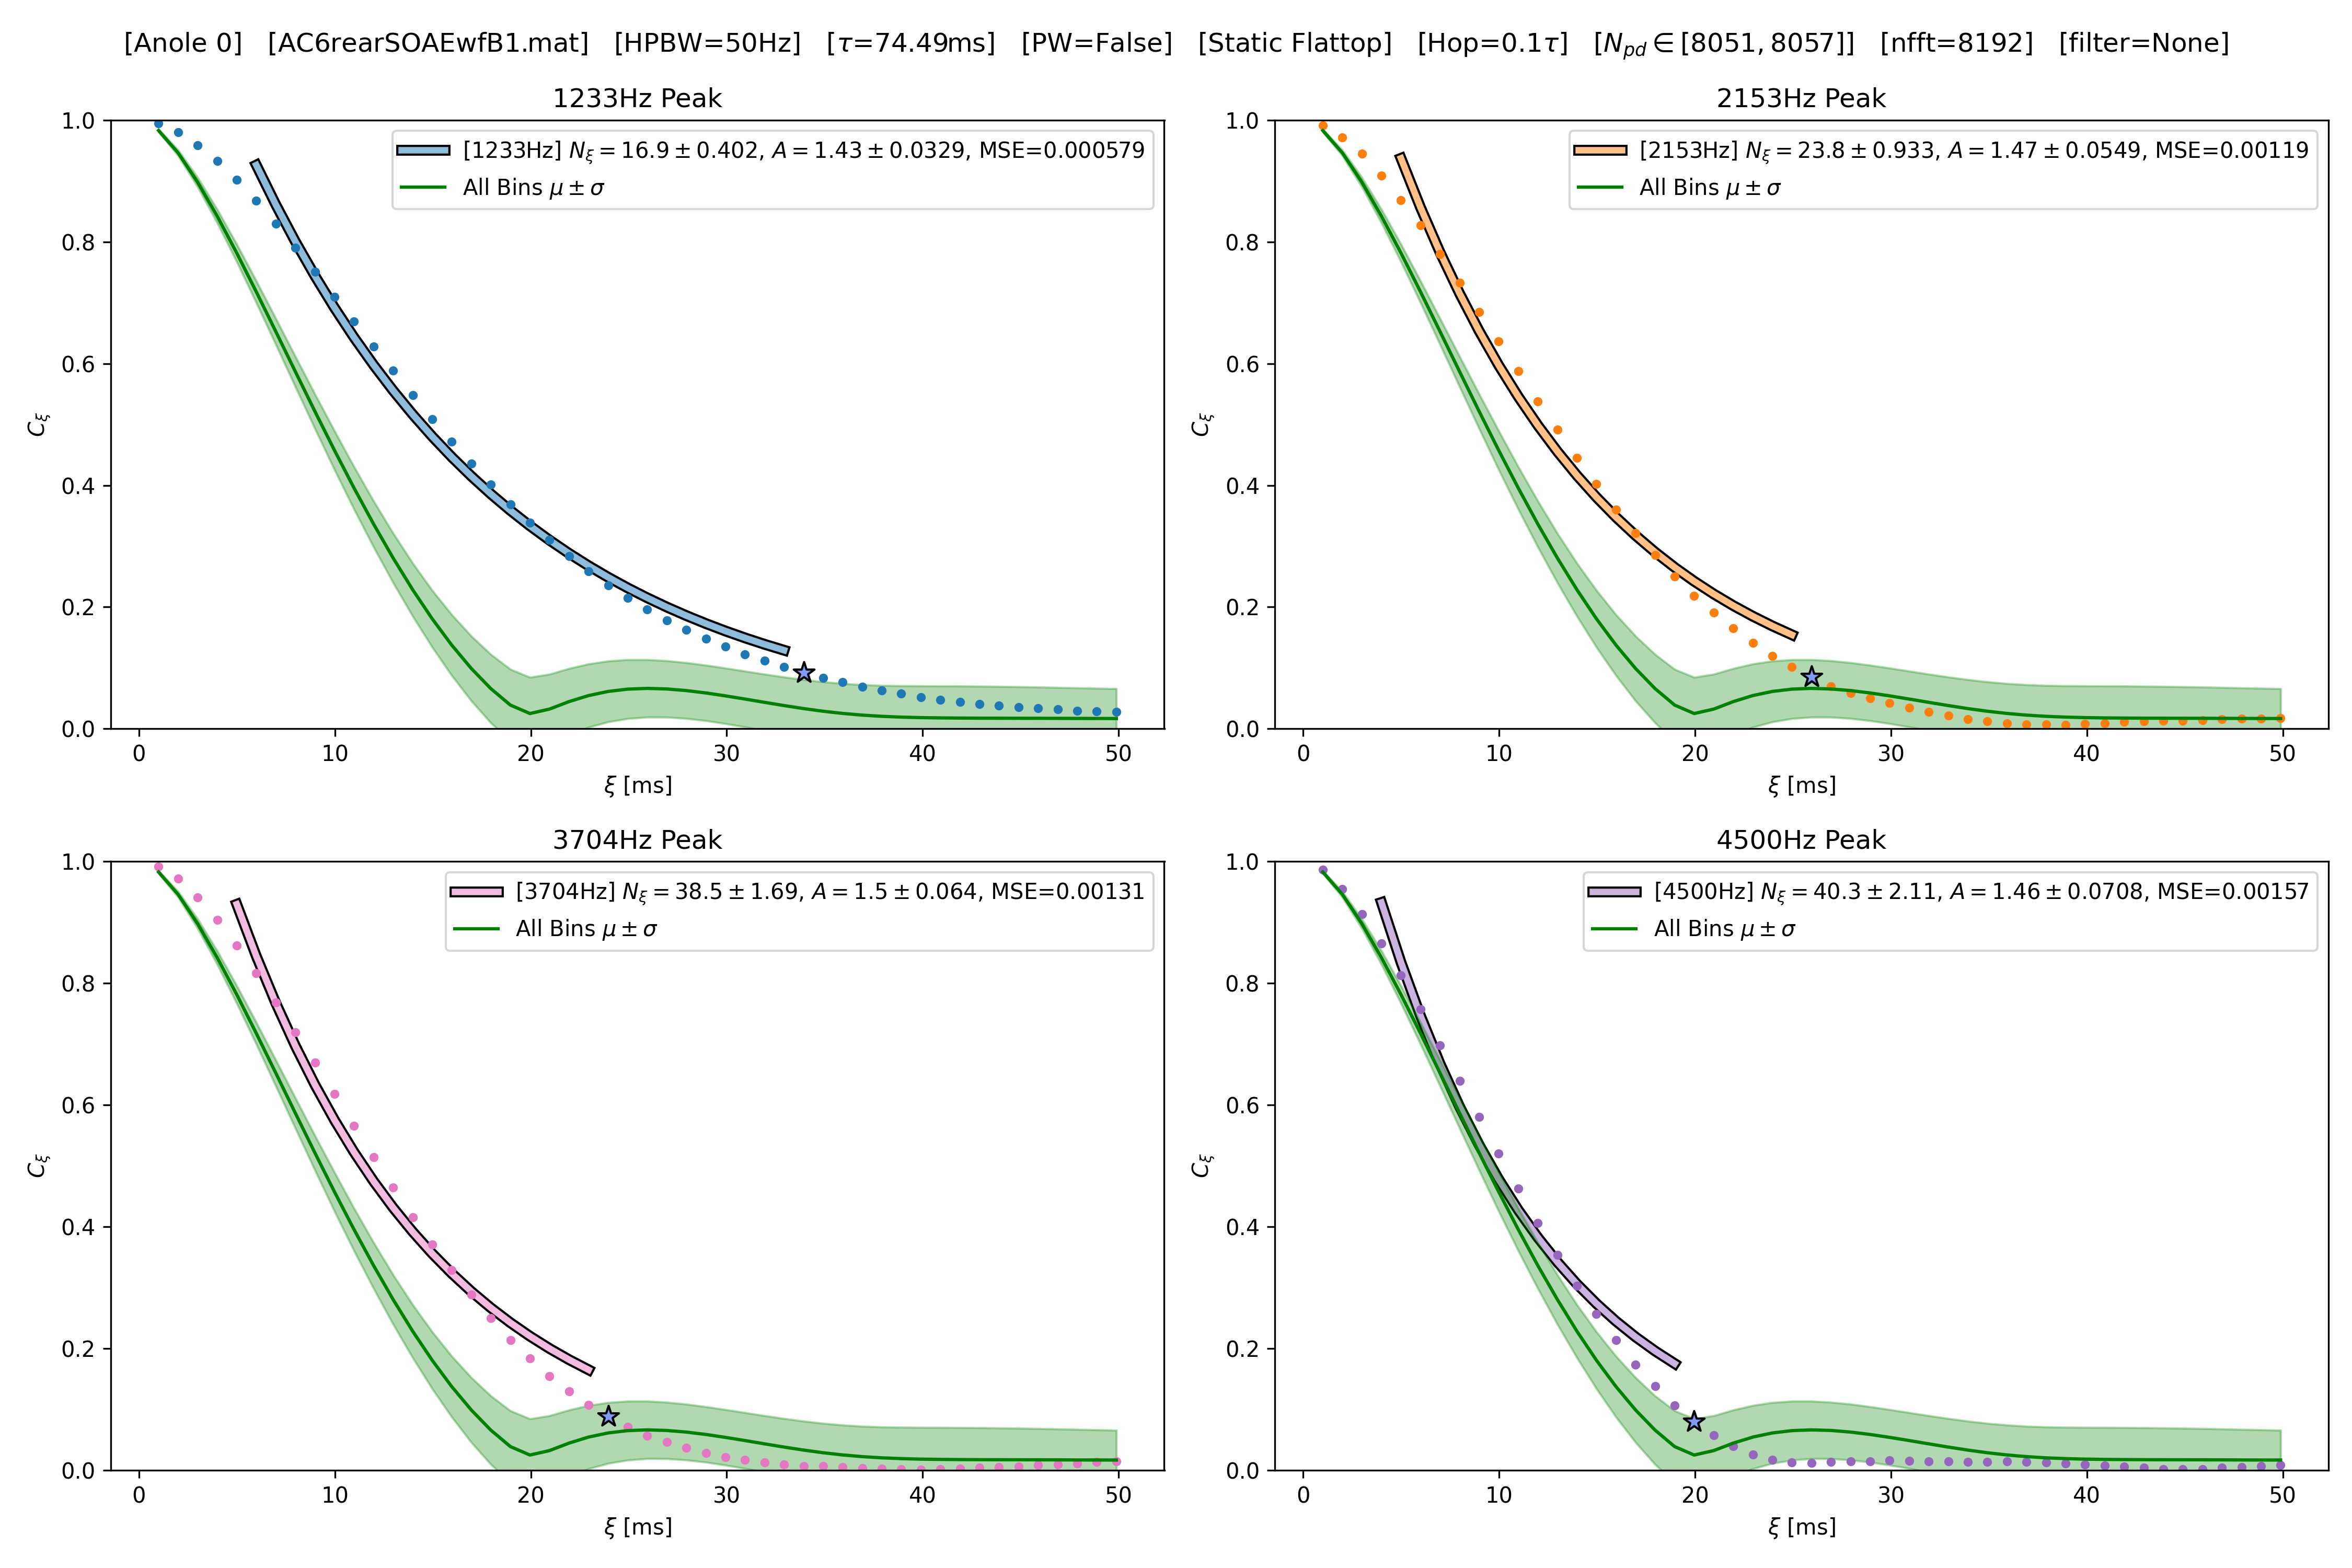 [Anole 0] [AC6rearSOAEwfB1.mat] [HPBW=50Hz] [τ=74.49ms] [PW=False] [Static Flattop] [Hop=0.1τ] [N_pd ∈ [8051, 8057]] [nfft=8192] [filter=None]
1233Hz Peak
[1233Hz] N_ξ = 16.9 ± 0.402, A = 1.43 ± 0.0329, MSE=0.000579
All Bins μ ± σ
1.0
0.8
0.6
0.4
0.2
0.0
C_ξ
0 10 20 30 40 50
ξ [ms]
2153Hz Peak
[2153Hz] N_ξ = 23.8 ± 0.933, A = 1.47 ± 0.0549, MSE=0.00119
All Bins μ ± σ
1.0
0.8
0.6
0.4
0.2
0.0
C_ξ
0 10 20 30 40 50
ξ [ms]
3704Hz Peak
[3704Hz] N_ξ = 38.5 ± 1.69, A = 1.5 ± 0.064, MSE=0.00131
All Bins μ ± σ
1.0
0.8
0.6
0.4
0.2
0.0
C_ξ
0 10 20 30 40 50
ξ [ms]
4500Hz Peak
[4500Hz] N_ξ = 40.3 ± 2.11, A = 1.46 ± 0.0708, MSE=0.00157
All Bins μ ± σ
1.0
0.8
0.6
0.4
0.2
0.0
C_ξ
0 10 20 30 40 50
ξ [ms]